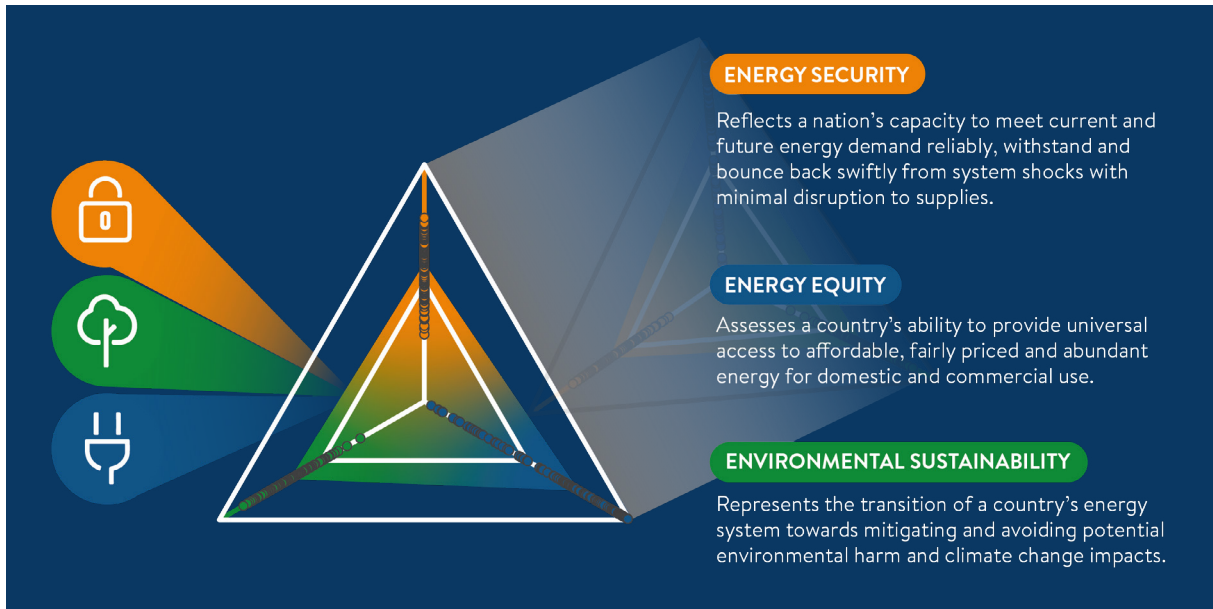 ENERGY SECURITY
Reflects a nation’s capacity to meet current and
future energy demand reliably, withstand and
bounce back swiftly from system shocks with
minimal disruption to supplies.
ENERGY EQUITY
Assesses a country’s ability to provide universal
access to affordable, fairly priced and abundant
energy for domestic and commercial use.
ENVIRONMENTAL SUSTAINABILITY
Represents the transition of a country’s energy
system towards mitigating and avoiding potential
environmental harm and climate change impacts.